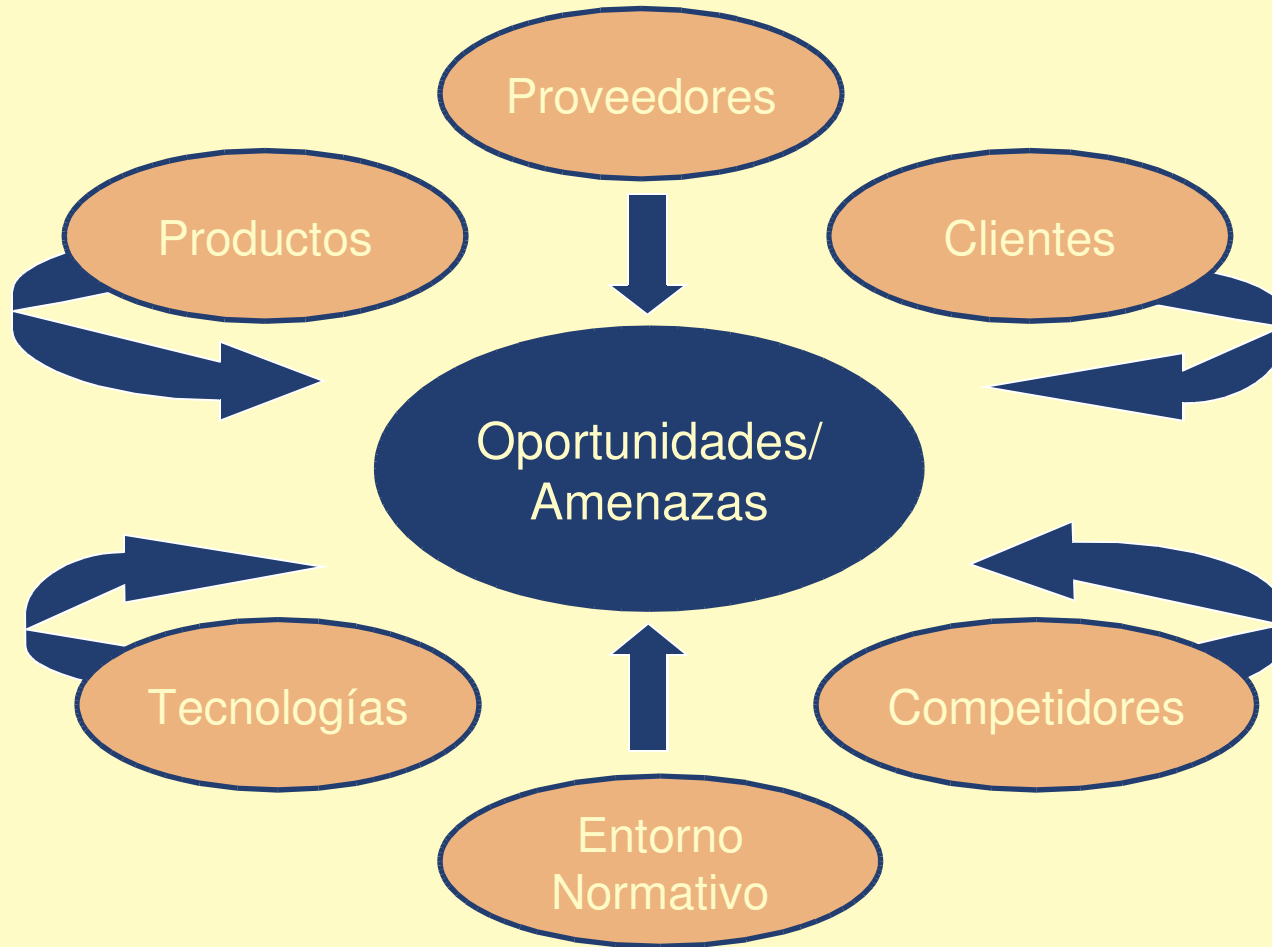 Proveedores
Productos
Clientes
Oportunidades/
Amenazas
Tecnologías
Competidores
Entorno
Normativo